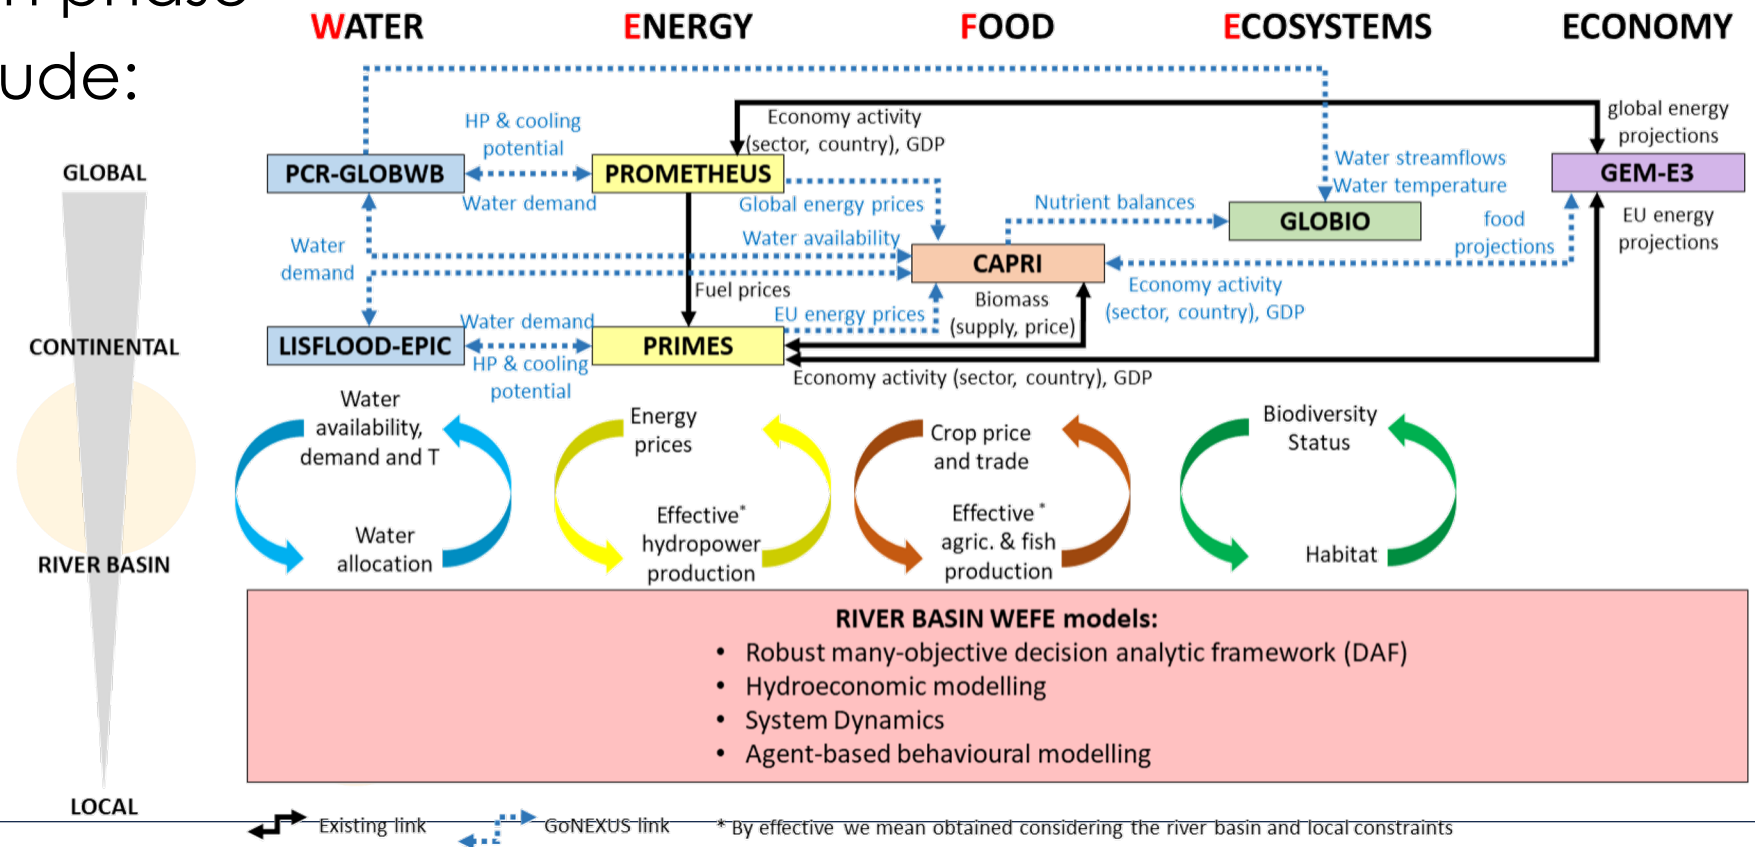 n phase
ude:
WATER
ENERGY
FOOD
ECOSYSTEMS
ECONOMY
GLOBAL
CONTINENTAL
RIVER BASIN
LOCAL
HP & cooling
potential
Economy activity
(sector, country), GDP
global energy
projections
PCR-GLOBWB
PROMETHEUS
Water streamflows
Water temperature
GEM-E3
Water demand
Global energy prices
Nutrient balances
GLOBIO
food
projections
EU energy
projections
Water
demand
Water availability
CAPRI
Fuel prices
Biomass
(supply, price)
Economy activity
(sector, country), GDP
Water demand
EU energy prices
LISFLOOD-EPIC
PRIMES
HP & cooling
potential
Economy activity (sector, country), GDP
Water
availability,
demand and T
Water
allocation
Energy
prices
Effective*
hydropower
production
Crop price
and trade
Effective *
agric. & fish
production
Biodiversity
Status
Habitat
RIVER BASIN WEFE models:
• Robust many-objective decision analytic framework (DAF)
• Hydroeconomic modelling
• System Dynamics
• Agent-based behavioural modelling
Existing link
GoNEXUS link
* By effective we mean obtained considering the river basin and local constraints